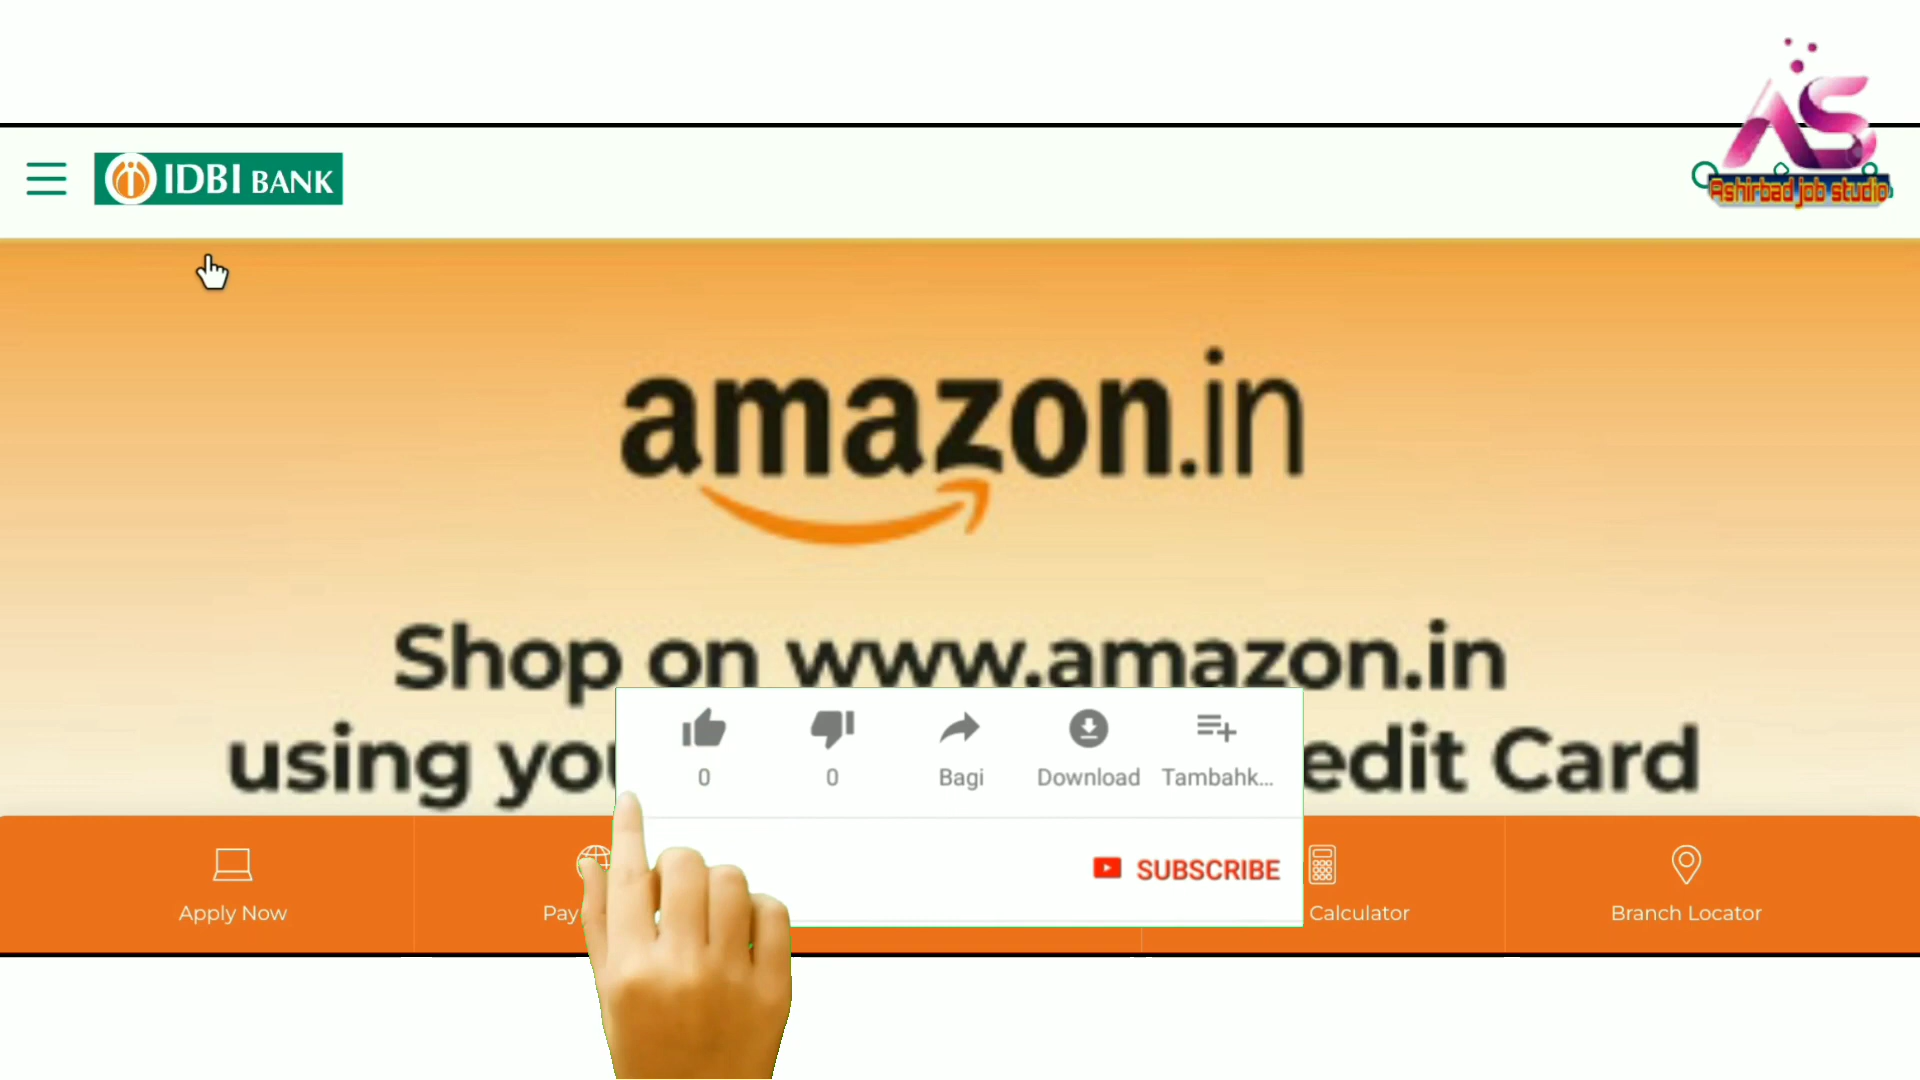 IDBI BANK
AS
Ashirbad job studio
amazon.in
Shop on www.amazon.in
using edit Card
0
0
Bagi
Download
Tambahk...
SUBSCRIBE
Apply Now
Pay
Calculator
Branch Locator